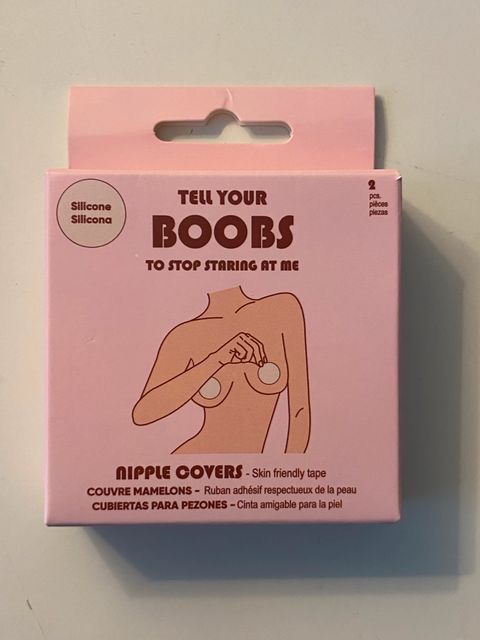 Silicone
Silicona
2
pcs.
pièces
piezas
TELL YOUR
BOOBS
TO STOP STARING AT ME
NIPPLE COVERS - Skin friendly tape
COUVRE MAMELONS - Ruban adhésif respectueux de la peau
CUBIERTAS PARA PEZONES - Cinta amigable para la piel